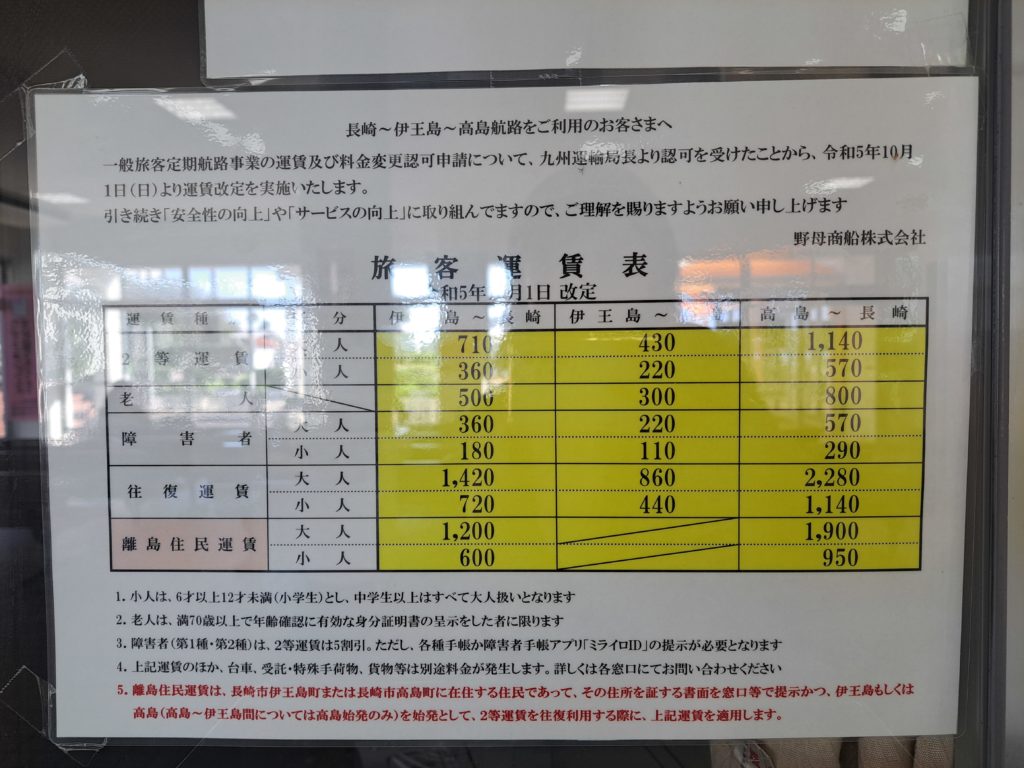 長崎～伊王島～高島航路をご利用のお客さまへ
一般旅客定期航路事業の運賃及び料金変更認可申請について、九州運輸局長より認可を受けたことから、令和5年10月
1日(日)より運賃改定を実施いたします。
引き続き「安全性の向上」や「サービスの向上」に取り組んでますので、ご理解を賜りますようお願い申し上げます
野母商船株式会社
旅客運賃表
和5年 月1日 改定
運賃種 分 伊 島～長崎 伊王島～ 高島～長崎
2等運賃 人 710 430 1,140
小人 360 220 570
老人 500 300 800
障害者 大人 360 220 570
小人 180 110 290
往復運賃 大人 1,420 860 2,280
小人 720 440 1,140
離島住民運賃 大人 1,200 1,900
小人 600 950
1. 小人は、6才以上12才未満(小学生)とし、中学生以上はすべて大人扱いとなります
2. 老人は、満70歳以上で年齢確認に有効な身分証明書の呈示をした者に限ります
3. 障害者(第1種・第2種)は、2等運賃は5割引。ただし、各種手帳か障害者手帳アプリ「ミライロID」の提示が必要となります
4. 上記運賃のほか、台車、受託・特殊手荷物、貨物等は別途料金が発生します。詳しくは各窓口にてお問い合わせください
5. 離島住民運賃は、長崎市伊王島町または長崎市高島町に在住する住民であって、その住所を証する書面を窓口等で提示かつ、伊王島もしくは
高島(高島～伊王島間については高島始発のみ)を始発として、2等運賃を往復利用する際に、上記運賃を適用します。